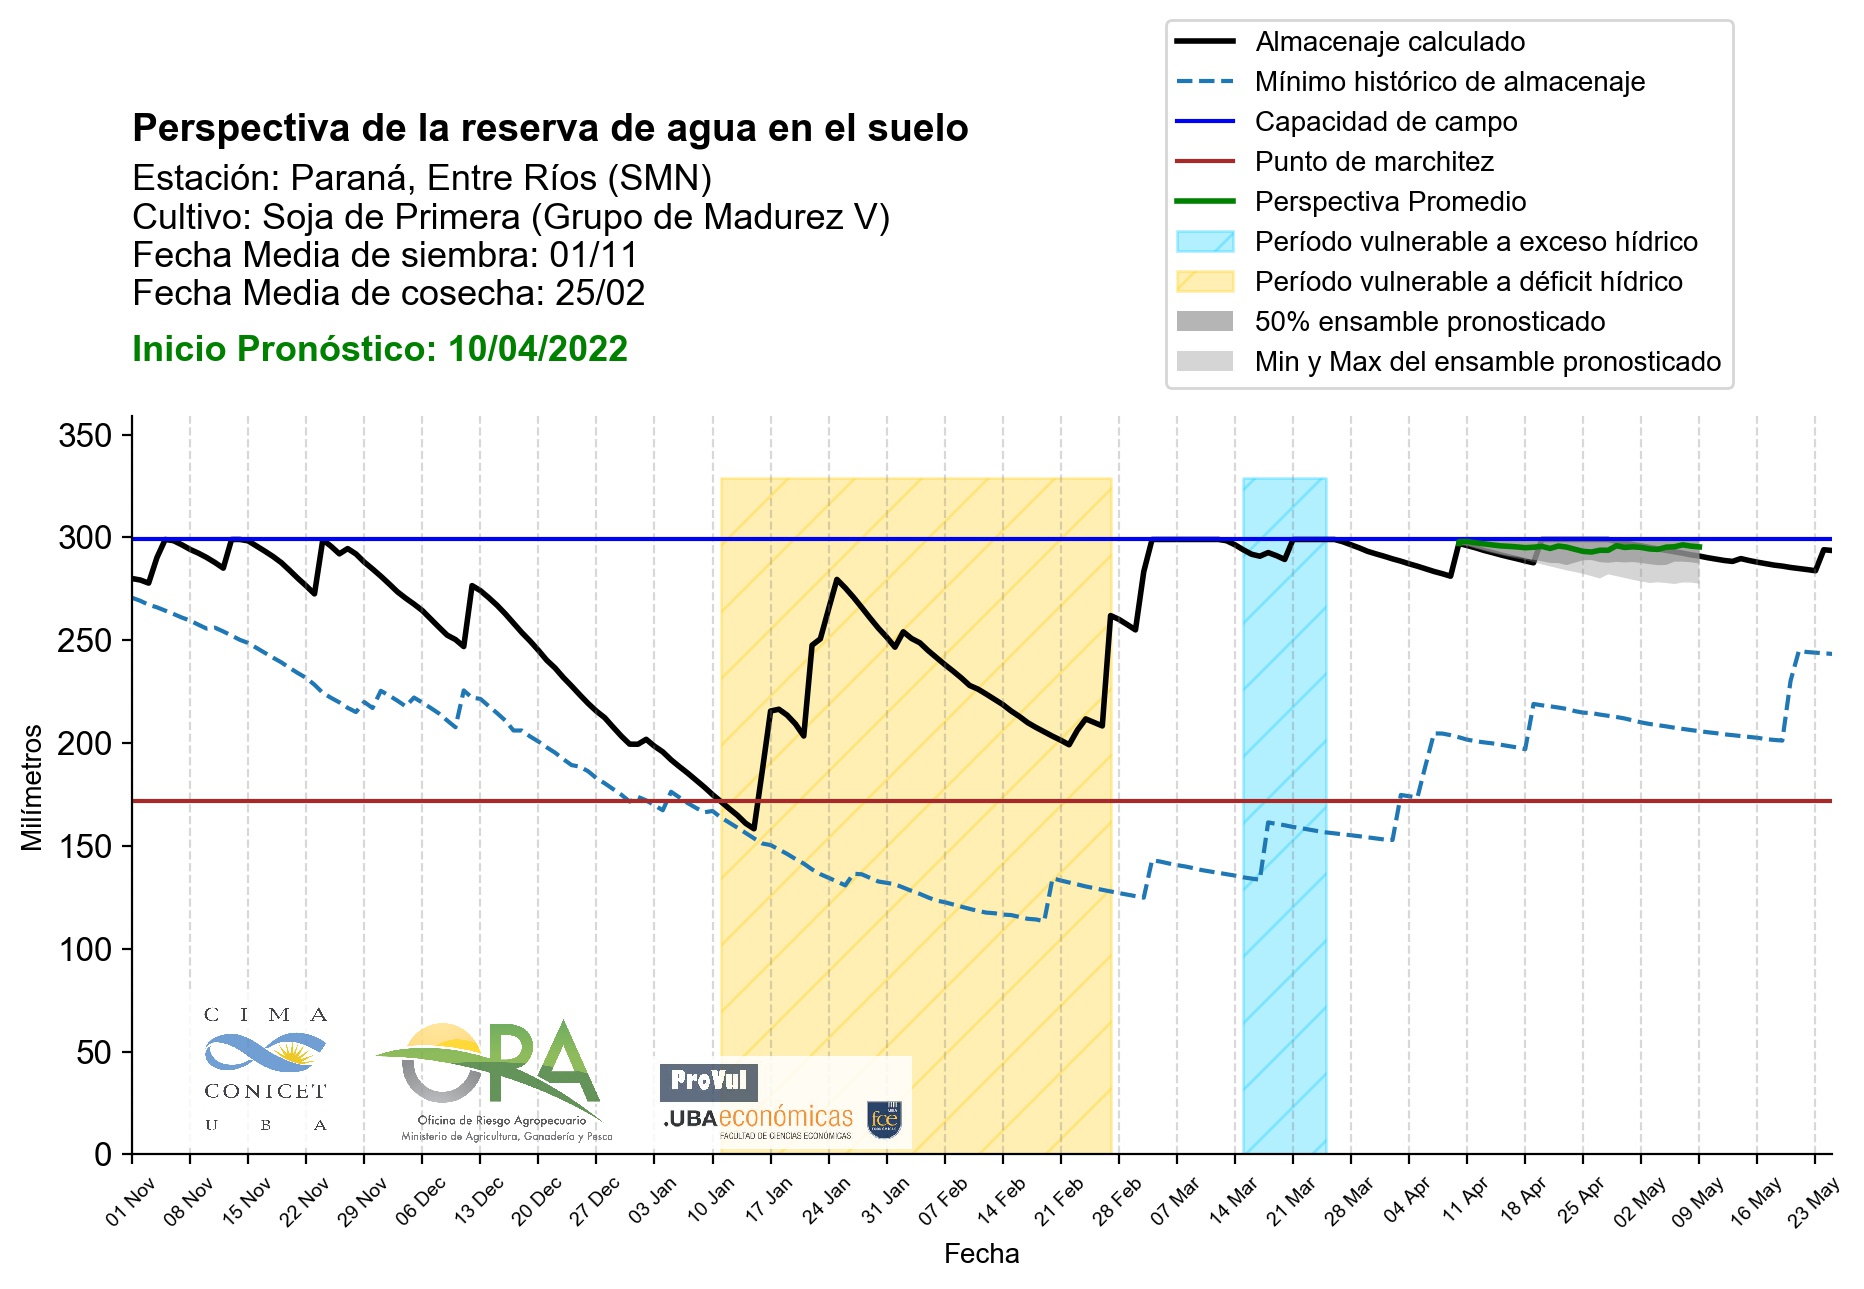 Almacenaje calculado
Mínimo histórico de almacenaje
Capacidad de campo
Punto de marchitez
Perspectiva Promedio
Período vulnerable a exceso hídrico
Período vulnerable a déficit hídrico
50% ensamble pronosticado
Min y Max del ensamble pronosticado
Perspectiva de la reserva de agua en el suelo
Estación: Paraná, Entre Ríos (SMN)
Cultivo: Soja de Primera (Grupo de Madurez V)
Fecha Media de siembra: 01/11
Fecha Media de cosecha: 25/02
Inicio Pronóstico: 10/04/2022
350
300
250
200
150
100
50
0
Milímetros
CIMA
CONICET
UBA
ORA
Oficina de Riesgo Agropecuario
Ministerio de Agricultura, Ganadería y Pesca
ProVul
.UBAeconómicas
FACULTAD DE CIENCIAS ECONÓMICAS
UBA
fce
ECONÓMICAS
01 Nov
08 Nov
15 Nov
22 Nov
29 Nov
06 Dec
13 Dec
20 Dec
27 Dec
03 Jan
10 Jan
17 Jan
24 Jan
31 Jan
07 Feb
14 Feb
21 Feb
28 Feb
07 Mar
14 Mar
21 Mar
28 Mar
04 Apr
11 Apr
18 Apr
25 Apr
02 May
09 May
16 May
23 May
Fecha